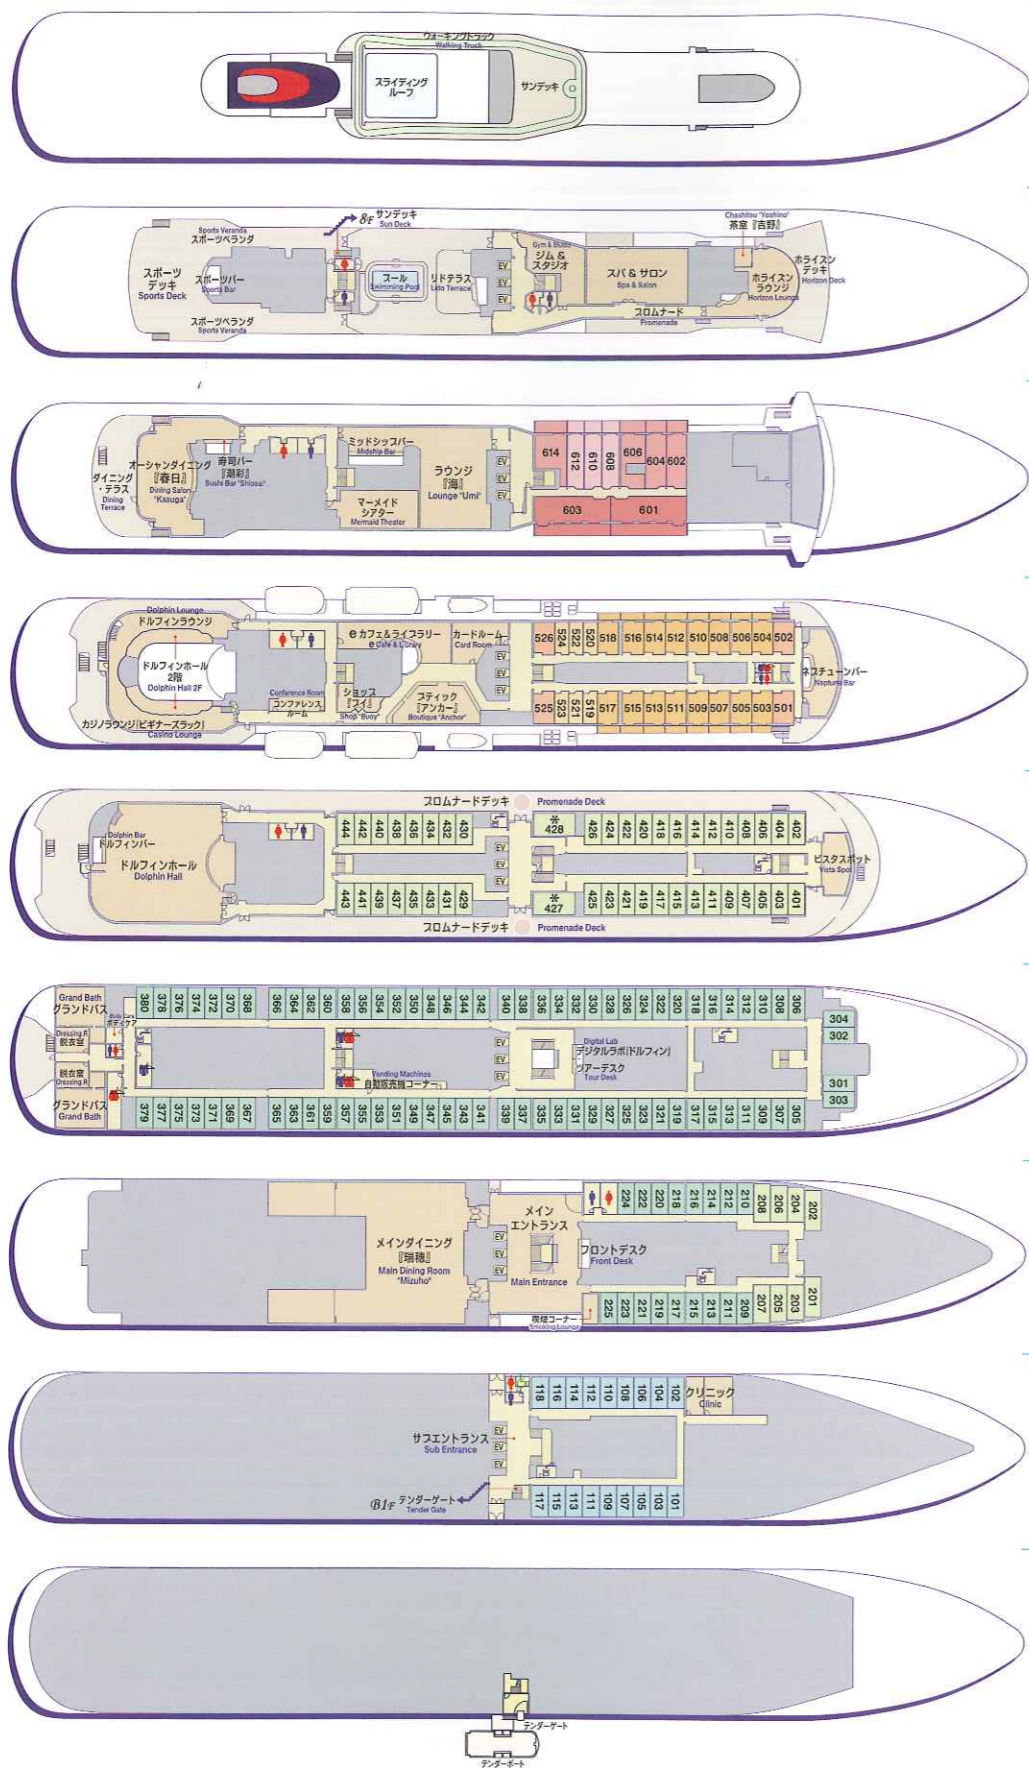 ウォーキングトラック
Walking Truck
スライディング
ルーフ
サンデッキ
8F サンデッキ
Sun Deck
Sports Veranda
スポーツベランダ
スポーツ
デッキ
Sports Deck
スポーツバー
Sports Bar
スポーツベランダ
Sports Veranda
プール
Swimming Pool
リドテラス
Lido Terrace
EV
EV
EV
Gym & Studio
ジム &
スタジオ
スパ & サロン
Spa & Salon
プロムナード
Promenade
Chashitsu "Yoshino"
茶室『吉野』
ホライズン
ラウンジ
Horizon Lounge
ホライズン
デッキ
Horizon Deck
ダイニング
・テラス
Dining
Terrace
オーシャンダイニング
『春日』
Dining Salon
"Kasuga"
寿司バー
『潮彩』
Sushi Bar "Shiosai"
ミッドシップバー
Midship Bar
マーメイド
シアター
Mermaid Theater
ラウンジ
『海』
Lounge "Umi"
EV
EV
EV
614
612
610
608
606
604
602
603
601
Dolphin Lounge
ドルフィンラウンジ
ドルフィンホール
2階
Dolphin Hall 2F
カジノラウンジ『ビギナーズラック』
Casino Lounge
Conference Room
コンファレンス
ルーム
e カフェ&ライブラリー
e Cafe & Library
ショップ
『ブイ』
Shop "Buoy"
カードルーム
Card Room
ブティック
『アンカー』
Boutique "Anchor"
EV
EV
EV
526
524
522
520
518
516
514
512
510
508
506
504
502
525
523
521
519
517
515
513
511
509
507
505
503
501
ネプチューンバー
Neptune Bar
プロムナードデッキ Promenade Deck
Dolphin Bar
ドルフィンバー
ドルフィンホール
Dolphin Hall
444
442
440
438
436
434
432
430
EV
EV
EV
※
428
426
424
422
420
418
416
414
412
410
408
406
404
402
443
441
439
437
435
433
431
429
※
427
425
423
421
419
417
415
413
411
409
407
405
403
401
ビスタスポット
Vista Spot
プロムナードデッキ Promenade Deck
Grand Bath
グランドバス
Dressing R.
脱衣室
脱衣室
Dressing R.
グランドバス
Grand Bath
Body Care
ボディケア
380
378
376
374
372
371
370
368
366
364
362
360
358
356
354
352
350
348
346
344
342
340
338
336
334
332
330
328
326
324
322
320
318
316
314
312
310
308
306
304
302
301
303
Vending Machines
自動販売機コーナー
EV
EV
EV
Digital Lab
デジタルラボ『ドルフィン』
ツアーデスク
Tour Desk
379
377
375
373
371
369
367
365
363
361
359
357
355
353
351
349
347
345
343
341
339
337
335
333
331
329
327
325
323
321
319
317
315
313
311
309
307
305
メインダイニング
『瑞穂』
Main Dining Room
"Mizuho"
EV
EV
EV
メイン
エントランス
Main Entrance
フロントデスク
Front Desk
喫煙コーナー
Smoking Lounge
224
222
220
218
216
214
212
210
208
206
204
202
225
223
221
219
217
215
213
211
209
207
205
203
201
サブエントランス
Sub Entrance
EV
EV
EV
B1F テンダーゲート
Tender Gate
118
116
114
112
110
108
106
104
102
クリニック
Clinic
117
115
113
111
109
107
105
103
101
テンダーゲート
テンダーボート